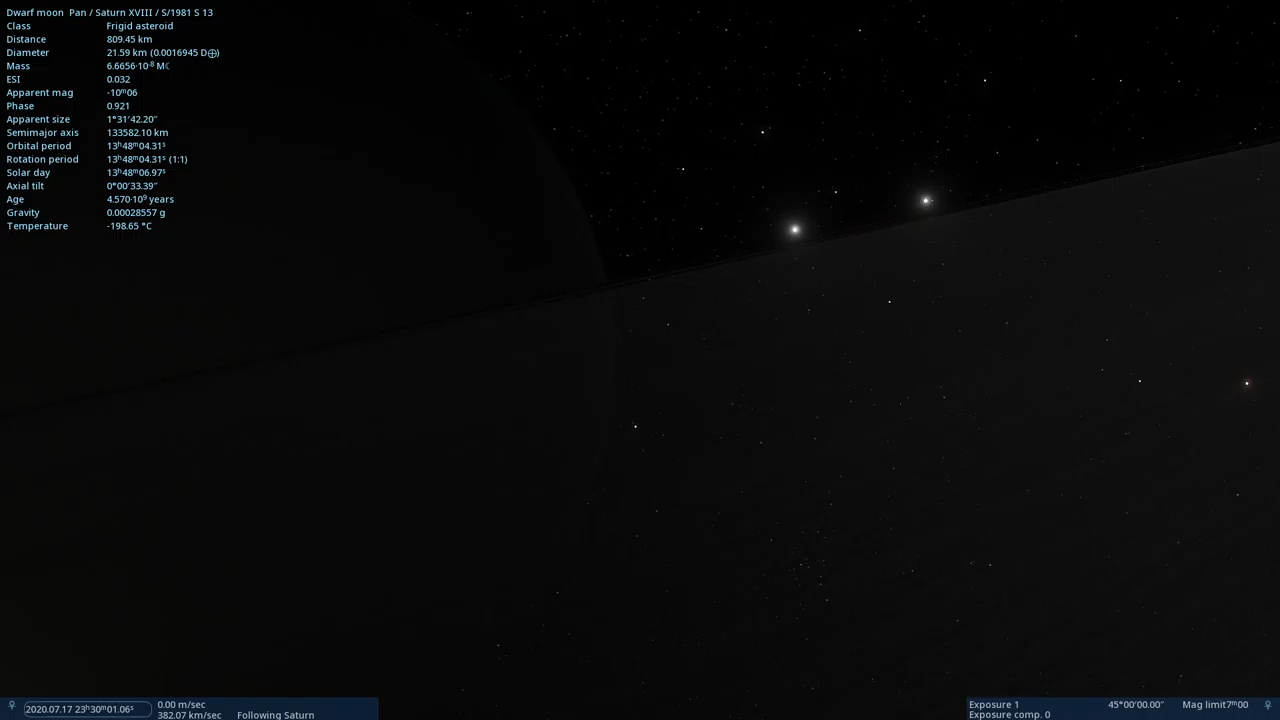 Dwarf moon Pan / Saturn XVIII / S/1981 S 13
Class Frigid asteroid
Distance 809.45 km
Diameter 21.59 km (0.0016945 D⊕)
Mass 6.6656·10⁻⁸ M☾
ESI 0.032
Apparent mag -10ᵐ06
Phase 0.921
Apparent size 1°31′42.20″
Semimajor axis 133582.10 km
Orbital period 13ʰ48ᵐ04.31ˢ
Rotation period 13ʰ48ᵐ04.31ˢ (1:1)
Solar day 13ʰ48ᵐ06.97ˢ
Axial tilt 0°00′33.39″
Age 4.570·10⁹ years
Gravity 0.00028557 g
Temperature -198.65 °C
2020.07.17 23ʰ30ᵐ01.06ˢ
0.00 m/sec
382.07 km/sec Following Saturn
Exposure 1 45°00′00.00″ Mag limit7ᵐ00
Exposure comp. 0